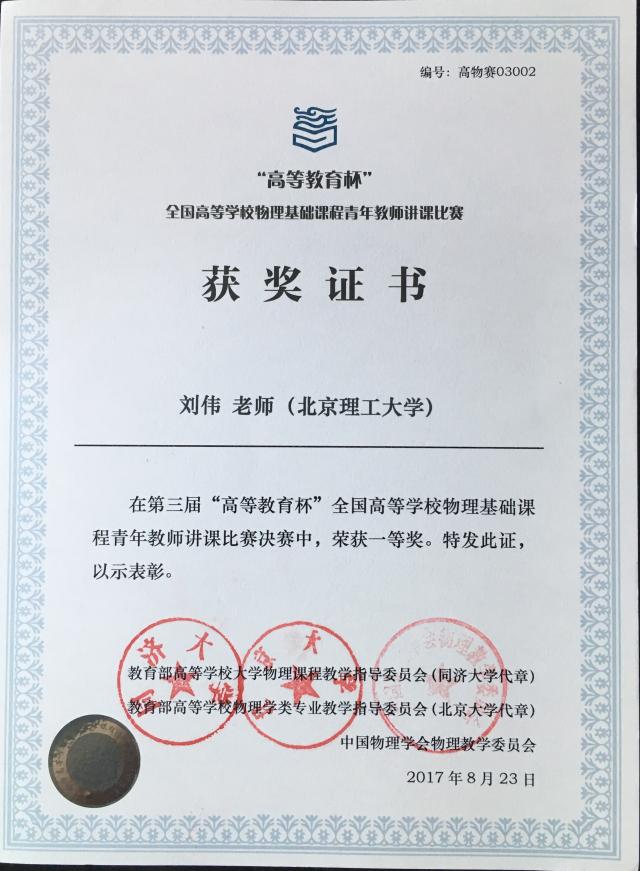 编号：高物赛03002
“高等教育杯”
全国高等学校物理基础课程青年教师讲课比赛
获奖证书
刘伟 老师（北京理工大学）
在第三届“高等教育杯”全国高等学校物理基础课
程青年教师讲课比赛决赛中，荣获一等奖。特发此证，
以示表彰。
同济大学
北京大学
教育部高等学校大学物理课程教学指导委员会(同济大学代章)
教育部高等学校物理学类专业教学指导委员会(北京大学代章)
中国物理学会物理教学委员会
2017年8月23日